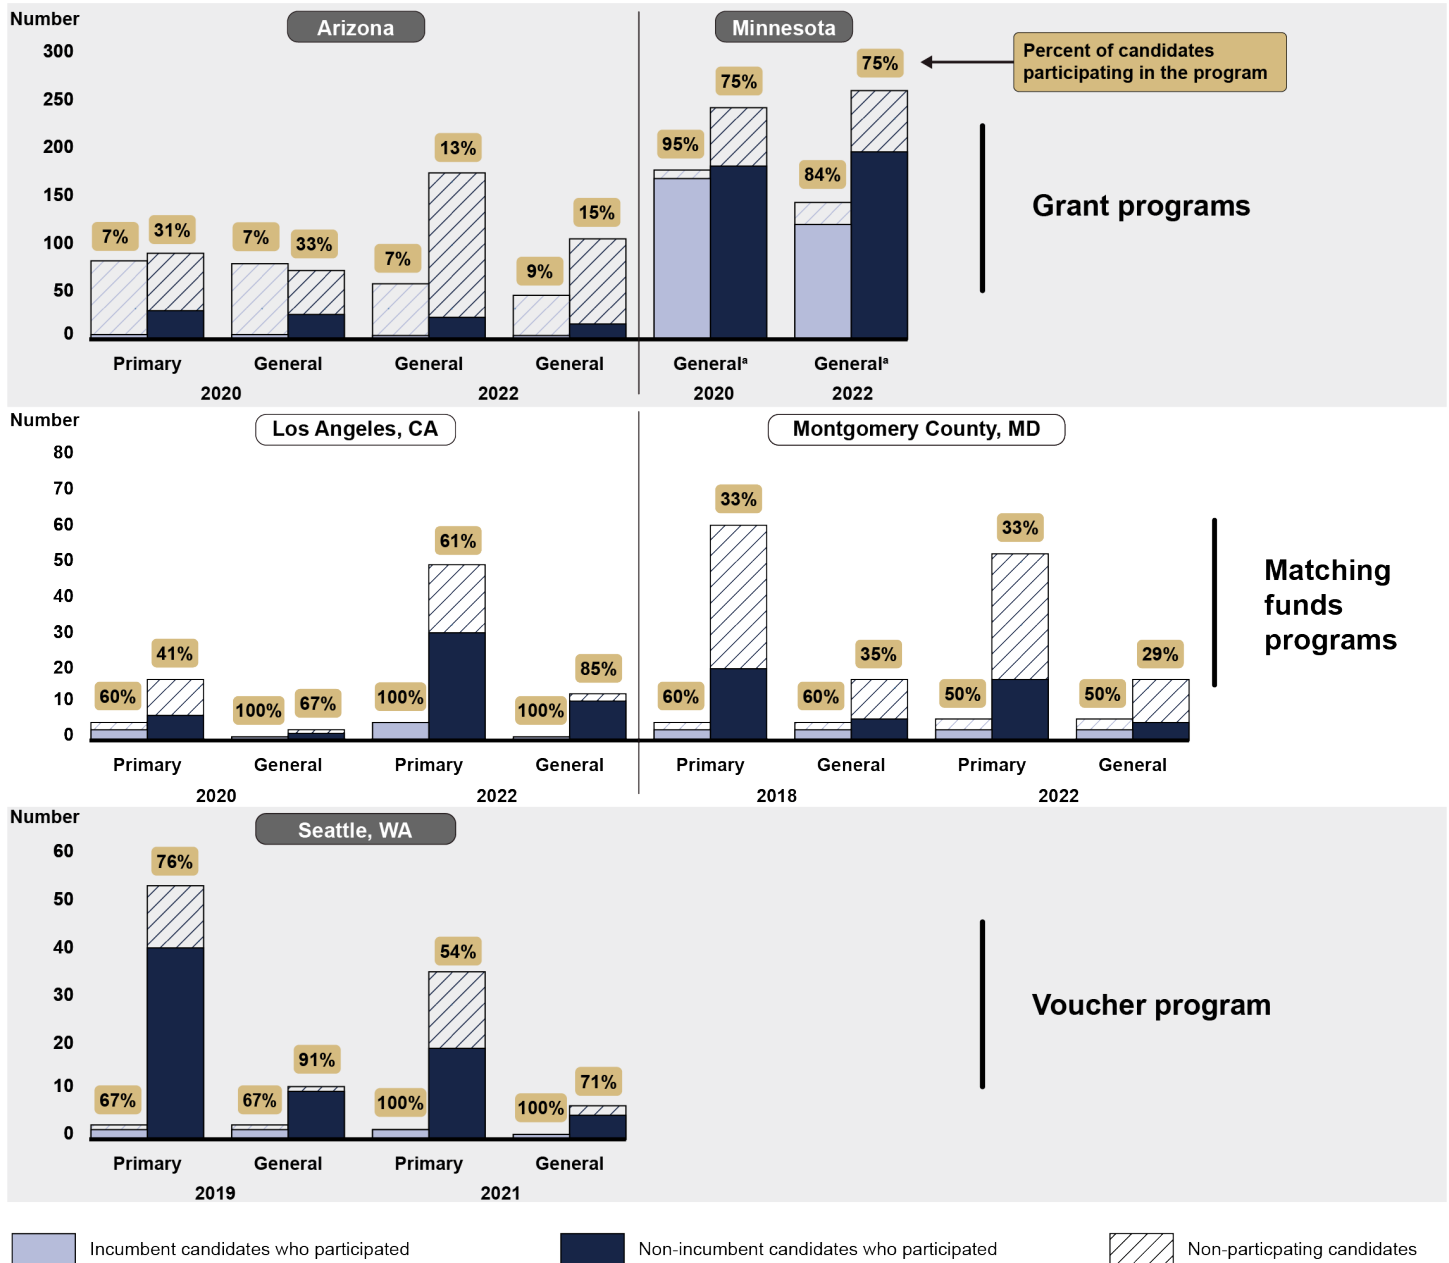 Number
Arizona
Minnesota
300
250
200
150
100
50
0
7%
31%
7%
33%
7%
13%
9%
15%
95%
75%
84%
75%
Percent of candidates
participating in the program
Grant programs
Primary
General
General
General
Generalª
Generalª
2020
2022
2020
2022
Number
Los Angeles, CA
Montgomery County, MD
80
70
60
50
40
30
20
10
0
60%
41%
100%
67%
100%
61%
100%
85%
60%
33%
60%
35%
50%
33%
50%
29%
Matching
funds
programs
Primary
General
Primary
General
Primary
General
Primary
General
2020
2022
2018
2022
Number
Seattle, WA
60
50
40
30
20
10
0
67%
76%
67%
91%
100%
54%
100%
71%
Voucher program
Primary
General
Primary
General
2019
2021
Incumbent candidates who participated
Non-incumbent candidates who participated
Non-particpating candidates